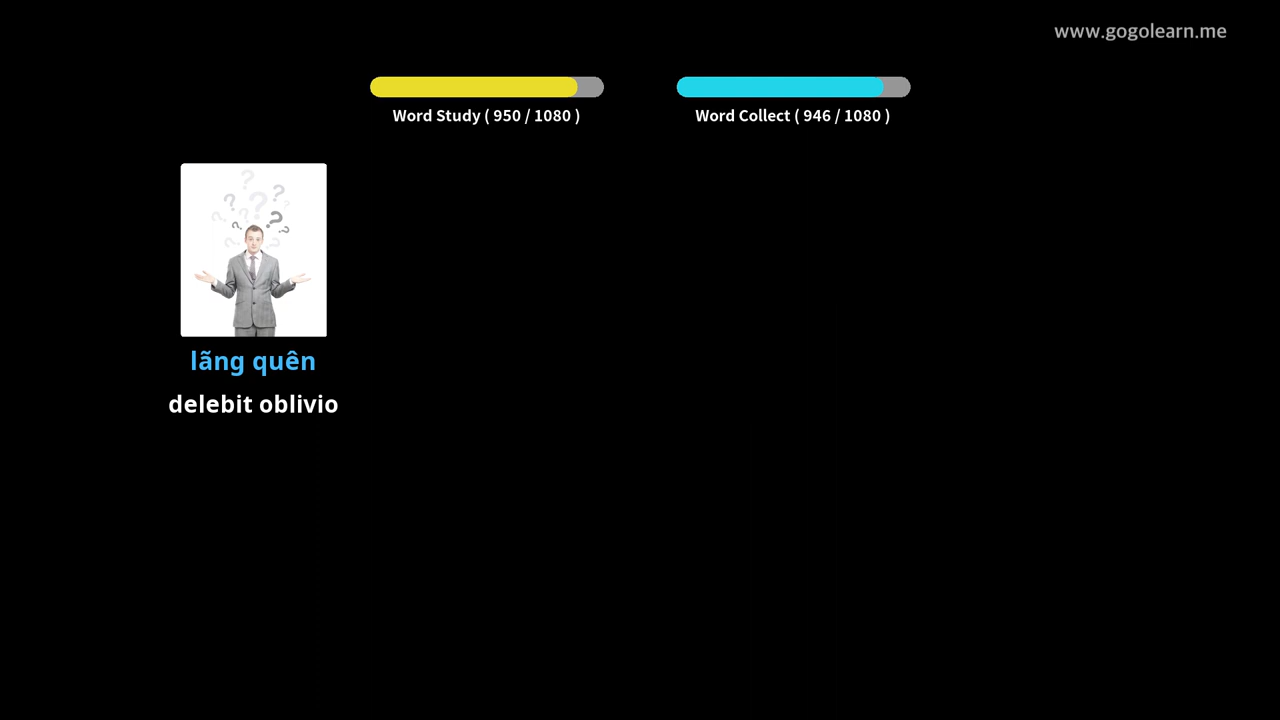 www.gogolearn.me
Word Study ( 950 / 1080 )
Word Collect ( 946 / 1080 )
lãng quên
delebit oblivio